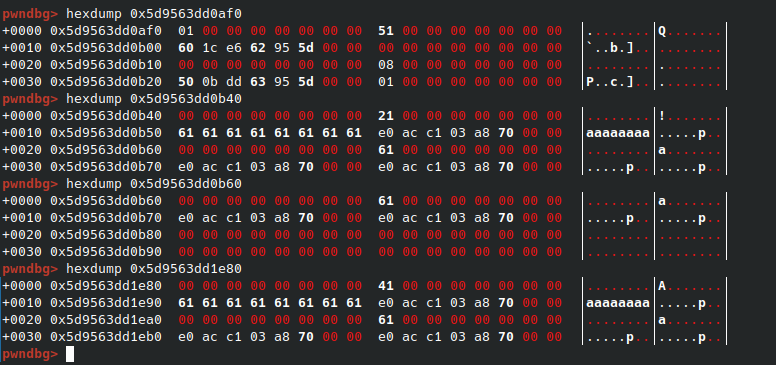 pwndbg> hexdump 0x5d9563dd0af0
+0000 0x5d9563dd0af0  01 00 00 00 00 00 00 00  51 00 00 00 00 00 00 00  |........|Q.......|
+0010 0x5d9563dd0b00  60 1c e6 62 95 5d 00 00  00 00 00 00 00 00 00 00  |`..b.]..|........|
+0020 0x5d9563dd0b10  00 00 00 00 00 00 00 00  08 00 00 00 00 00 00 00  |........|........|
+0030 0x5d9563dd0b20  50 0b dd 63 95 5d 00 00  01 00 00 00 00 00 00 00  |P..c.]..|........|
pwndbg> hexdump 0x5d9563dd0b40
+0000 0x5d9563dd0b40  00 00 00 00 00 00 00 00  21 00 00 00 00 00 00 00  |........|!.......|
+0010 0x5d9563dd0b50  61 61 61 61 61 61 61 61  e0 ac c1 03 a8 70 00 00  |aaaaaaaa|.....p..|
+0020 0x5d9563dd0b60  00 00 00 00 00 00 00 00  61 00 00 00 00 00 00 00  |........|a.......|
+0030 0x5d9563dd0b70  e0 ac c1 03 a8 70 00 00  e0 ac c1 03 a8 70 00 00  |.....p..|.....p..|
pwndbg> hexdump 0x5d9563dd0b60
+0000 0x5d9563dd0b60  00 00 00 00 00 00 00 00  61 00 00 00 00 00 00 00  |........|a.......|
+0010 0x5d9563dd0b70  e0 ac c1 03 a8 70 00 00  e0 ac c1 03 a8 70 00 00  |.....p..|.....p..|
+0020 0x5d9563dd0b80  00 00 00 00 00 00 00 00  00 00 00 00 00 00 00 00  |........|........|
+0030 0x5d9563dd0b90  00 00 00 00 00 00 00 00  00 00 00 00 00 00 00 00  |........|........|
pwndbg> hexdump 0x5d9563dd1e80
+0000 0x5d9563dd1e80  00 00 00 00 00 00 00 00  41 00 00 00 00 00 00 00  |........|A.......|
+0010 0x5d9563dd1e90  61 61 61 61 61 61 61 61  e0 ac c1 03 a8 70 00 00  |aaaaaaaa|.....p..|
+0020 0x5d9563dd1ea0  00 00 00 00 00 00 00 00  61 00 00 00 00 00 00 00  |........|a.......|
+0030 0x5d9563dd1eb0  e0 ac c1 03 a8 70 00 00  e0 ac c1 03 a8 70 00 00  |.....p..|.....p..|
pwndbg>